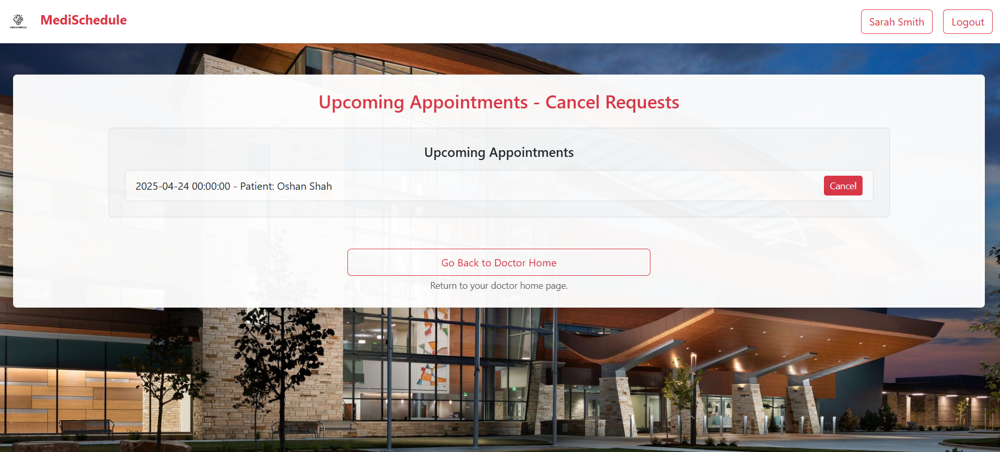 MEDISCHEDULE
MediSchedule
Sarah Smith
Logout
Upcoming Appointments - Cancel Requests
Upcoming Appointments
2025-04-24 00:00:00 - Patient: Oshan Shah
Cancel
Go Back to Doctor Home
Return to your doctor home page.